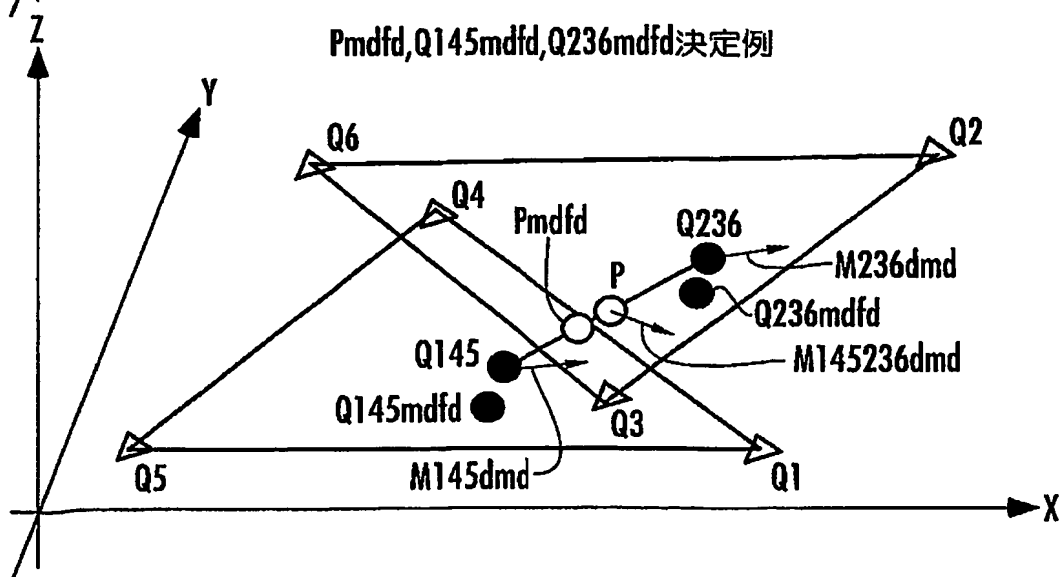 Z
Pmdfd,Q145mdfd,Q236mdfd決定例
Y
Q6
Q2
Q4
Pmdfd
Q236
P
M236dmd
Q236mdfd
Q145
M145236dmd
Q145mdfd
Q3
Q5
M145dmd
Q1
X